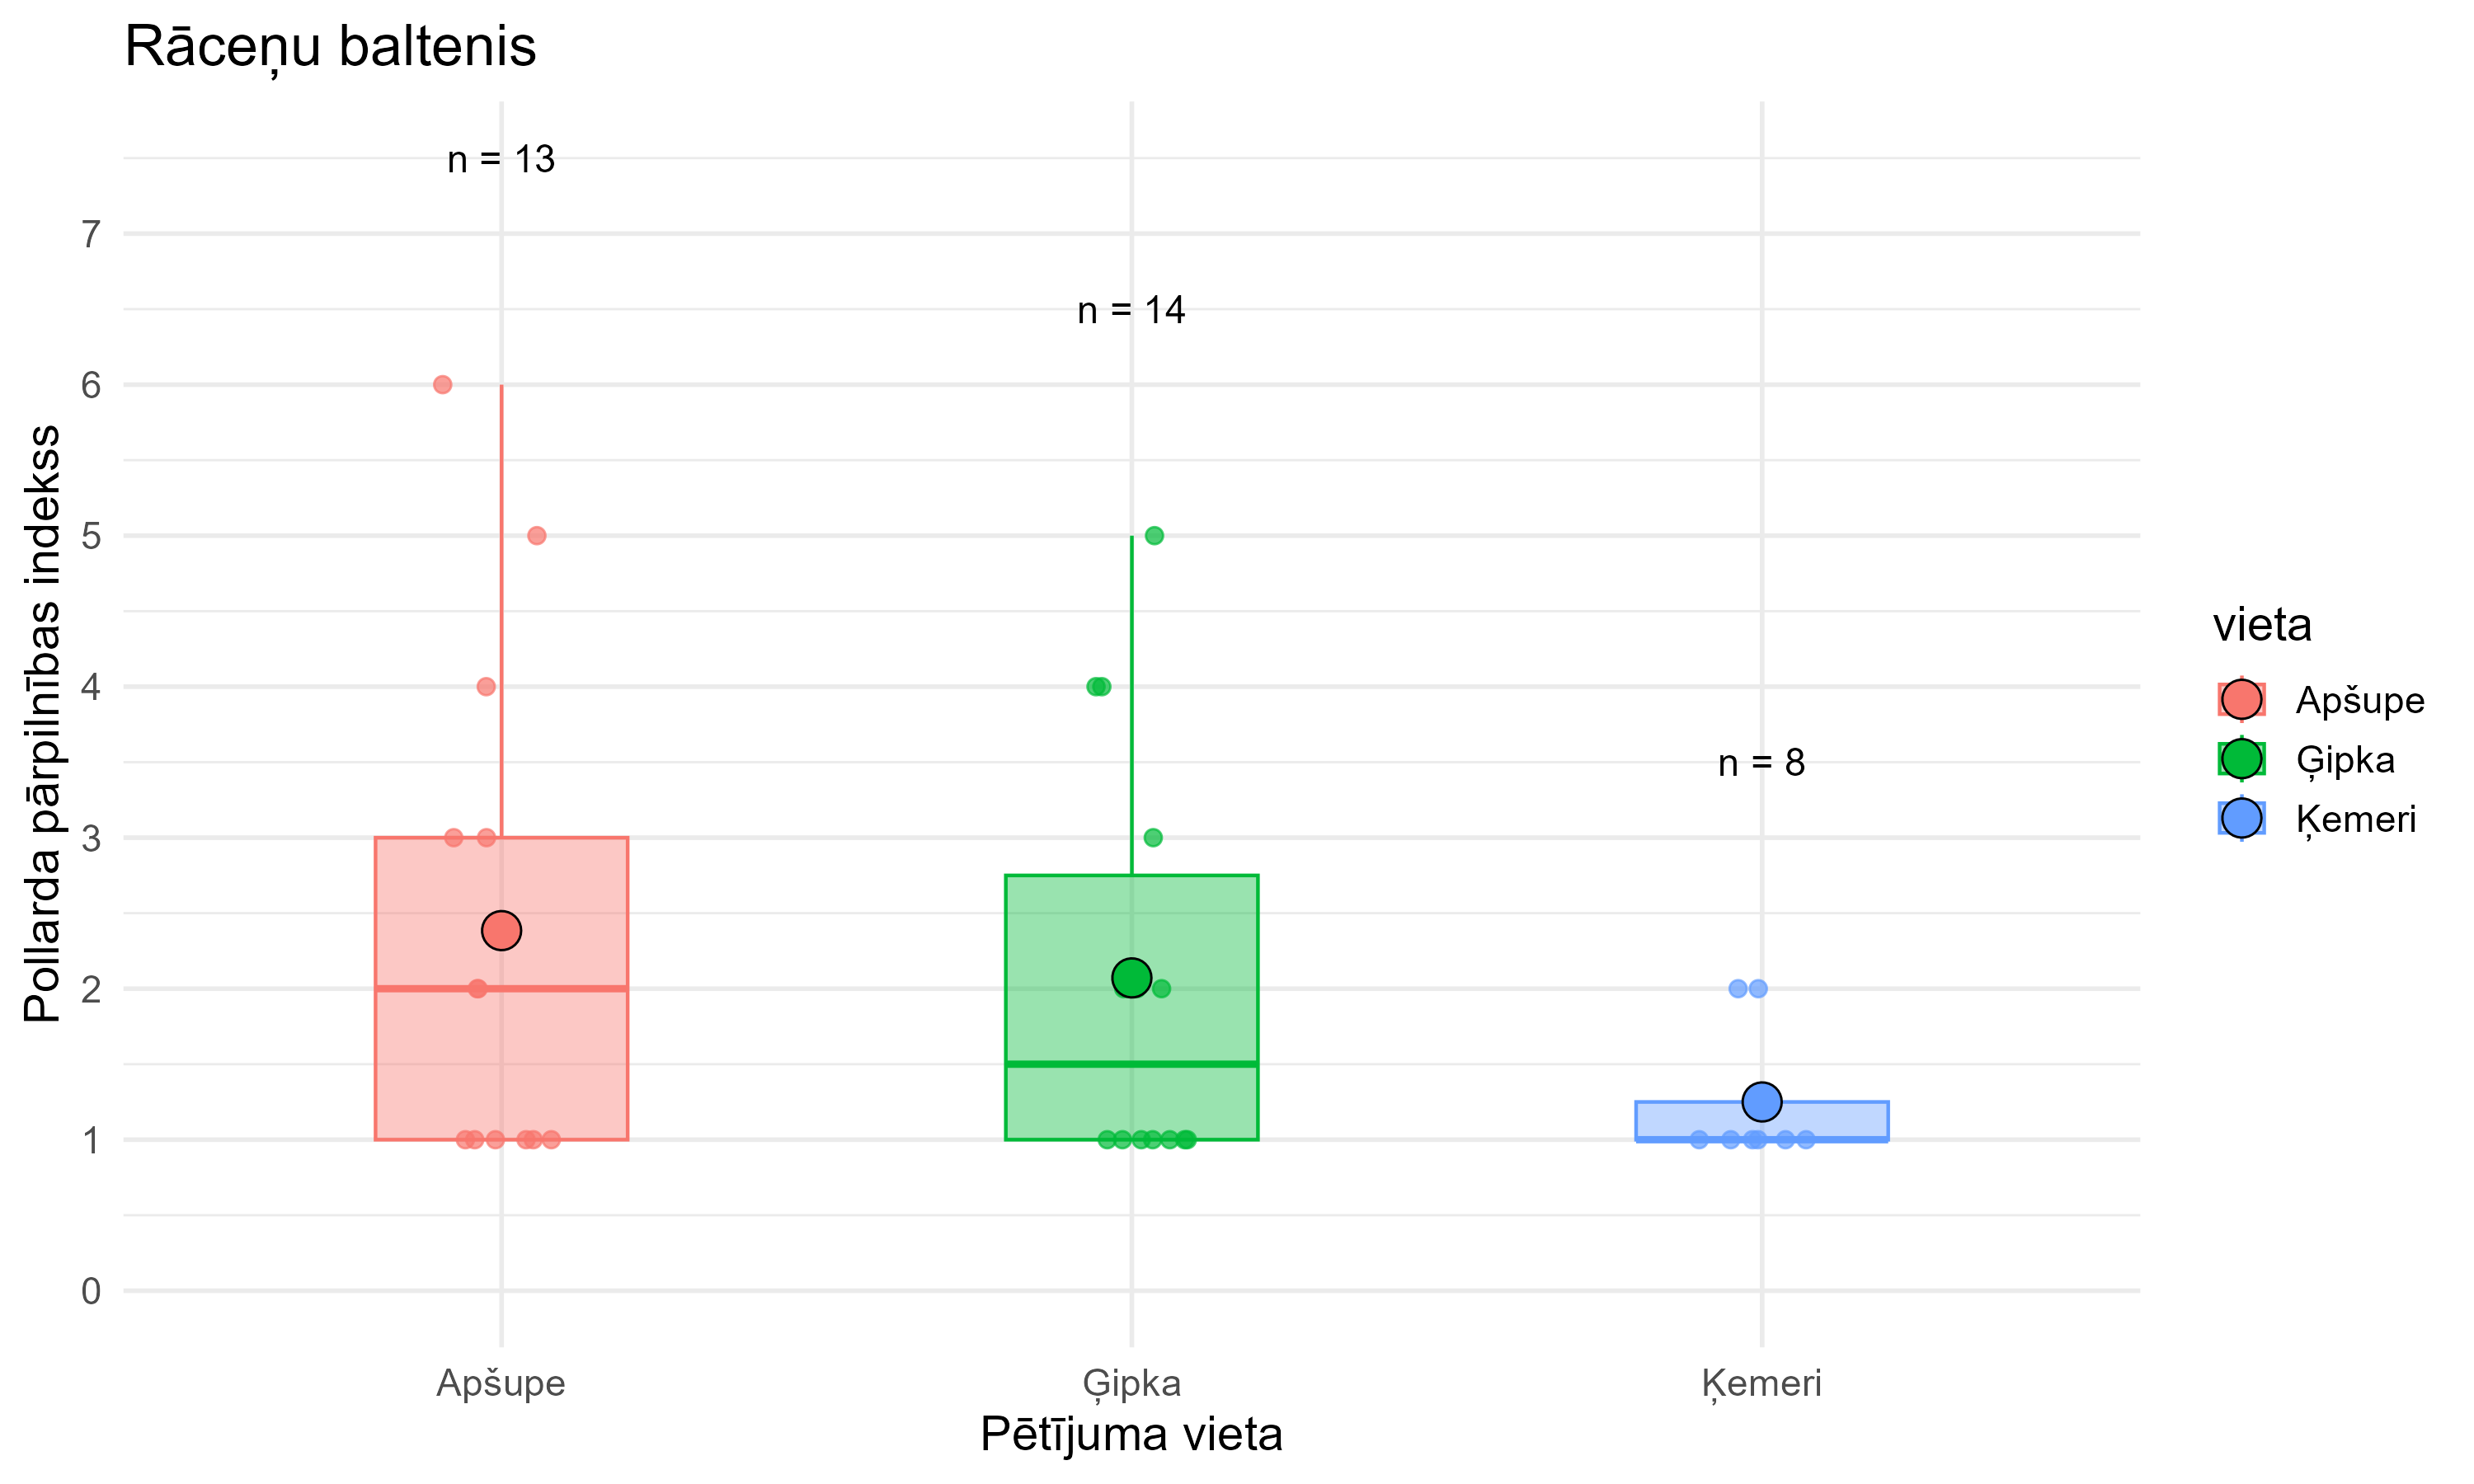 Rāceņu baltenis
Pollarda pārpilnības indekss
7
6
5
4
3
2
1
0
n = 13
n = 14
n = 8
Apšupe
Ģipka
Ķemeri
Pētījuma vieta
vieta
Apšupe
Ģipka
Ķemeri